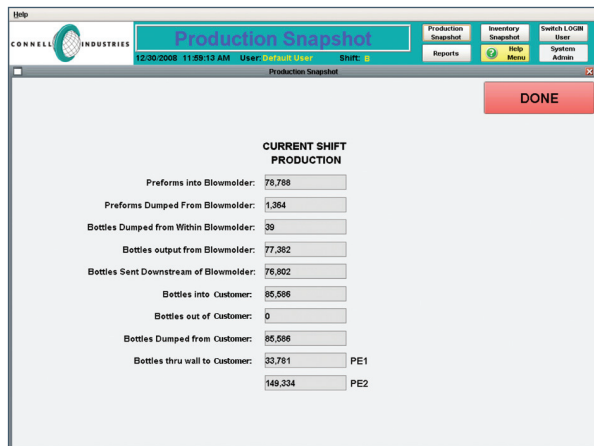 Help
CONNELL INDUSTRIES
Production Snapshot
12/30/2008 11:59:13 AM User: Default User Shift: B
Production Snapshot
Inventory Snapshot
Switch LOGIN User
Reports
Help Menu
System Admin
Production Snapshot
DONE
CURRENT SHIFT
PRODUCTION
Preforms into Blowmolder: 78,788
Preforms Dumped From Blowmolder: 1,364
Bottles Dumped from Within Blowmolder: 39
Bottles output from Blowmolder: 77,382
Bottles Sent Downstream of Blowmolder: 76,802
Bottles into Customer: 85,586
Bottles out of Customer: 0
Bottles Dumped from Customer: 85,586
Bottles thru wall to Customer: 33,781 PE1
149,334 PE2